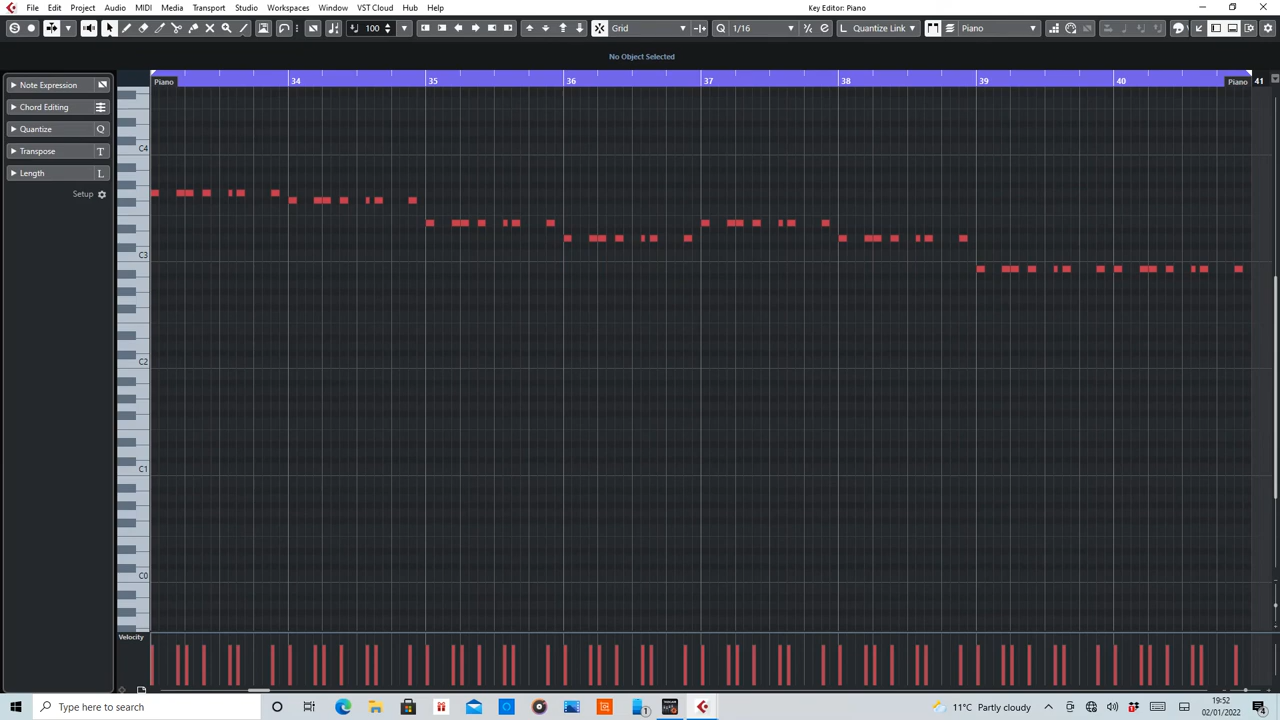 File Edit Project Audio MIDI Media Transport Studio Workspaces Window VST Cloud Hub Help
Key Editor: Piano
S 100 Grid Q 1/16 Quantize Link Piano
No Object Selected
Piano 34 35 36 37 38 39 40 Piano 41
Note Expression
Chord Editing
Quantize Q
Transpose T
Length L
Setup
C4
C3
C2
C1
C0
Velocity
Type here to search
1
11°C Partly cloudy
19:52
02/01/2022
4